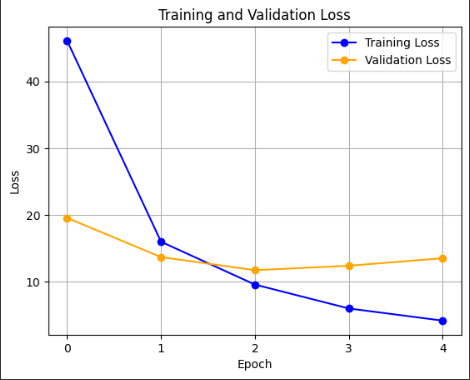 Training and Validation Loss
Training Loss
Validation Loss
40
30
20
10
Loss
0 1 2 3 4
Epoch